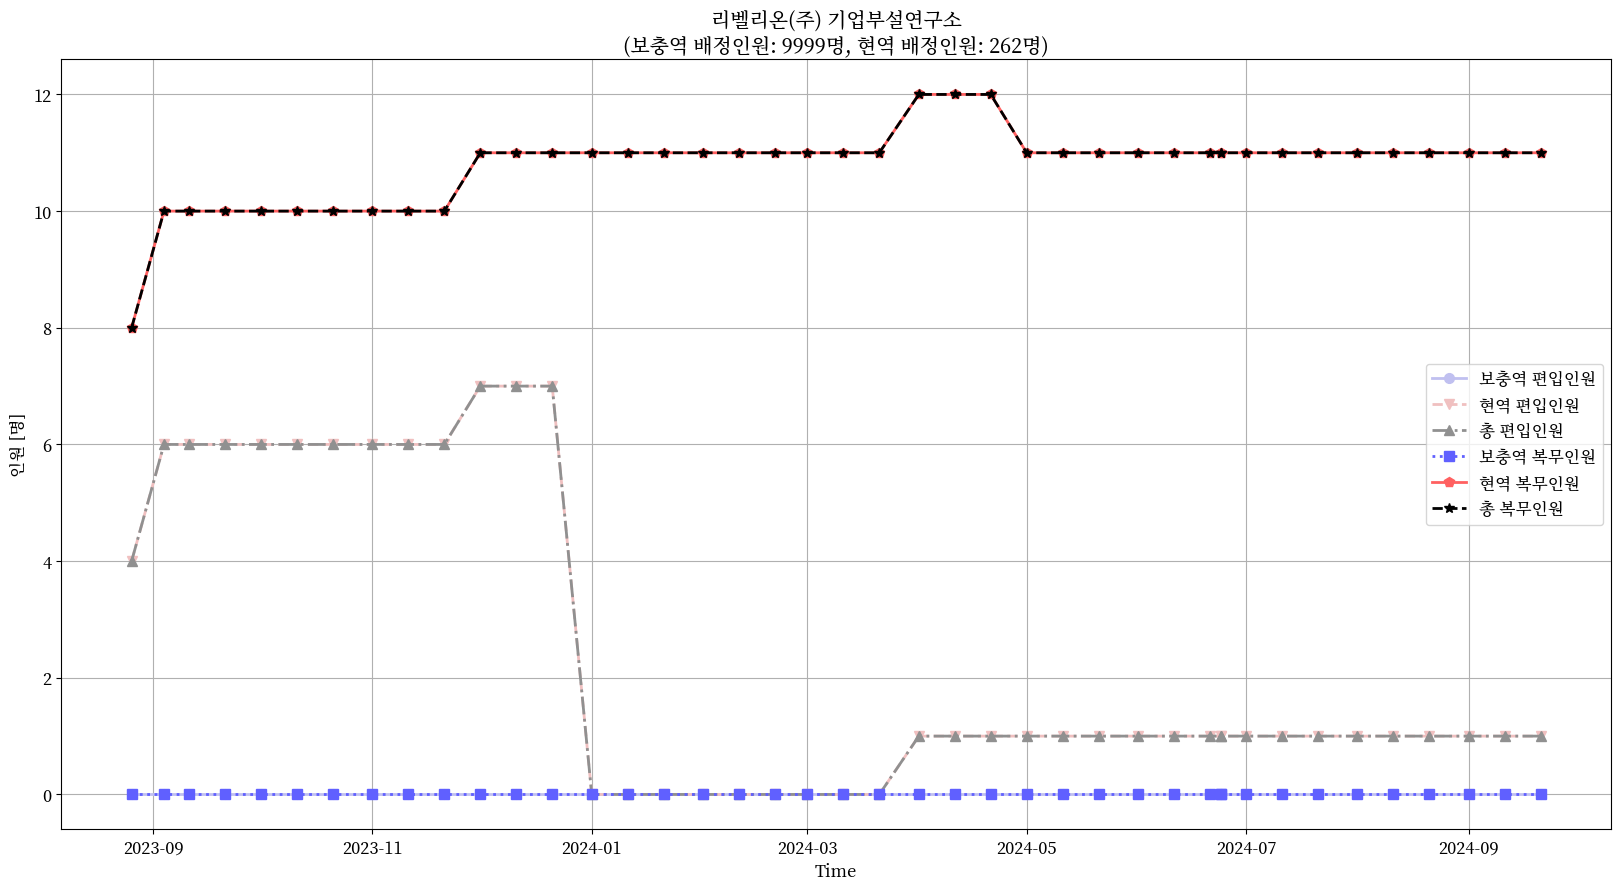 리벨리온(주) 기업부설연구소
(보충역 배정인원: 9999명, 현역 배정인원: 262명)
인원 [명]
12
10
8
6
4
2
0
보충역 편입인원
현역 편입인원
총 편입인원
보충역 복무인원
현역 복무인원
총 복무인원
2023-09
2023-11
2024-01
2024-03
2024-05
2024-07
2024-09
Time